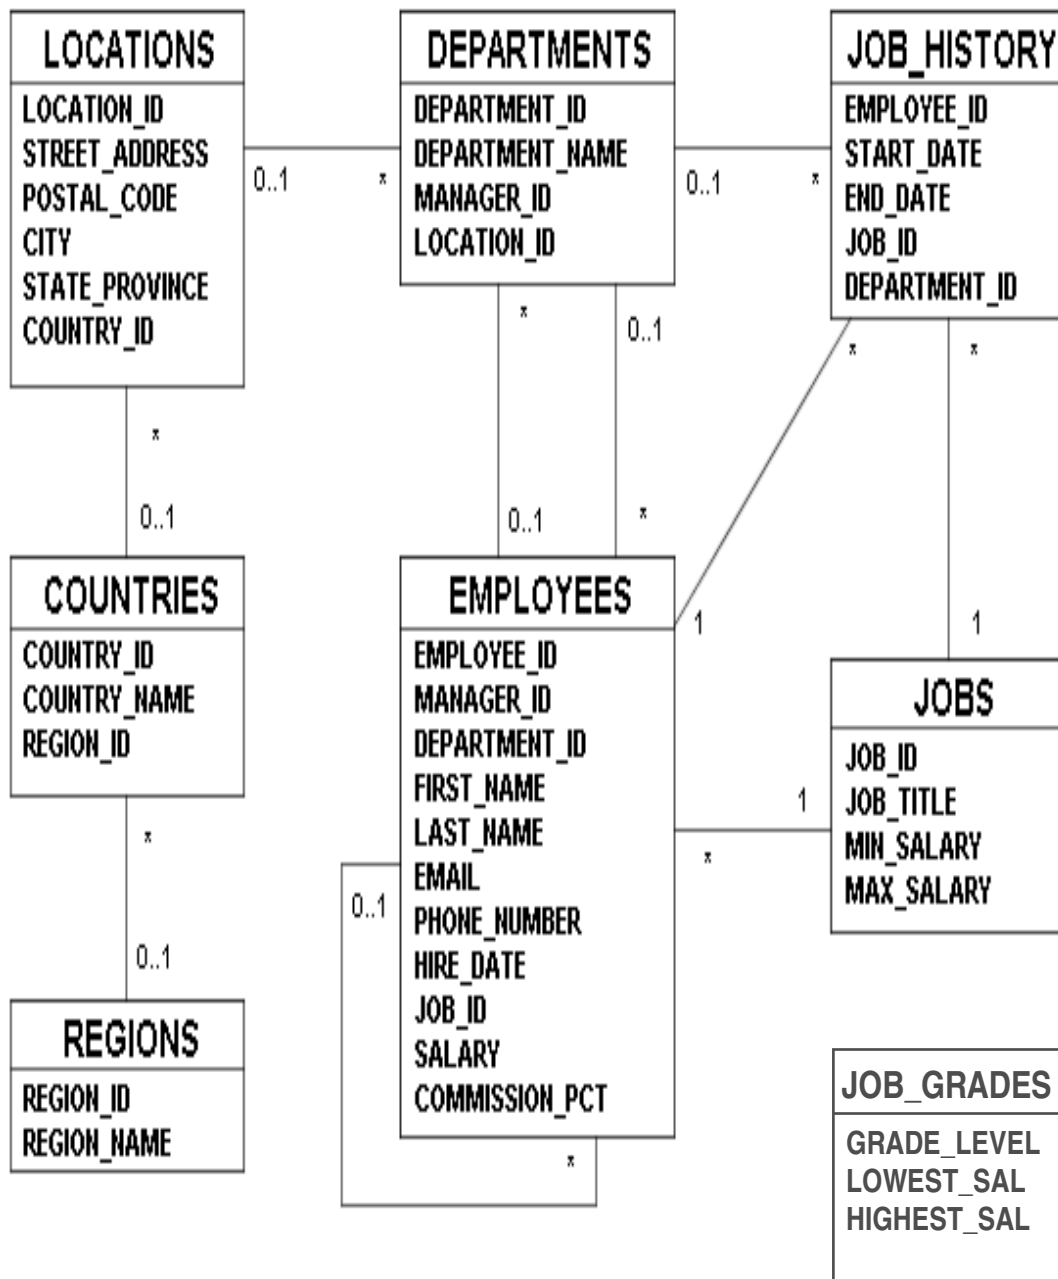 LOCATIONS
LOCATION_ID
STREET_ADDRESS
POSTAL_CODE
CITY
STATE_PROVINCE
COUNTRY_ID
0..1
*
DEPARTMENTS
DEPARTMENT_ID
DEPARTMENT_NAME
MANAGER_ID
LOCATION_ID
0..1
*
JOB_HISTORY
EMPLOYEE_ID
START_DATE
END_DATE
JOB_ID
DEPARTMENT_ID
*
0..1
*
0..1
*
*
0..1
*
1
1
COUNTRIES
COUNTRY_ID
COUNTRY_NAME
REGION_ID
*
0..1
REGIONS
REGION_ID
REGION_NAME
EMPLOYEES
EMPLOYEE_ID
MANAGER_ID
DEPARTMENT_ID
FIRST_NAME
LAST_NAME
EMAIL
PHONE_NUMBER
HIRE_DATE
JOB_ID
SALARY
COMMISSION_PCT
0..1
*
1
*
JOBS
JOB_ID
JOB_TITLE
MIN_SALARY
MAX_SALARY
JOB_GRADES
GRADE_LEVEL
LOWEST_SAL
HIGHEST_SAL